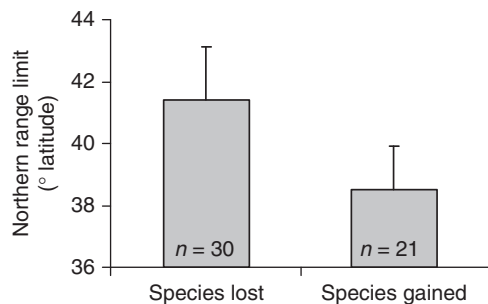 Northern range limit
(° latitude)
44
42
40
38
36
n = 30
n = 21
Species lost
Species gained